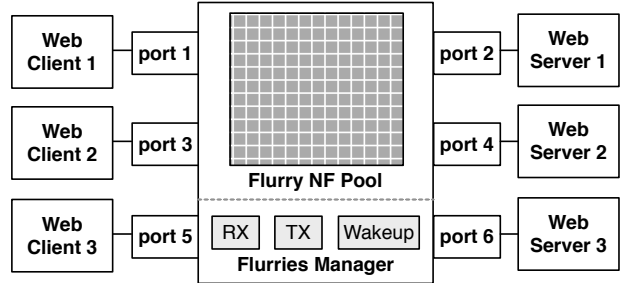 Web
Client 1
port 1
port 2
Web
Server 1
Web
Client 2
port 3
port 4
Web
Server 2
Flurry NF Pool
Web
Client 3
port 5
RX
TX
Wakeup
port 6
Web
Server 3
Flurries Manager